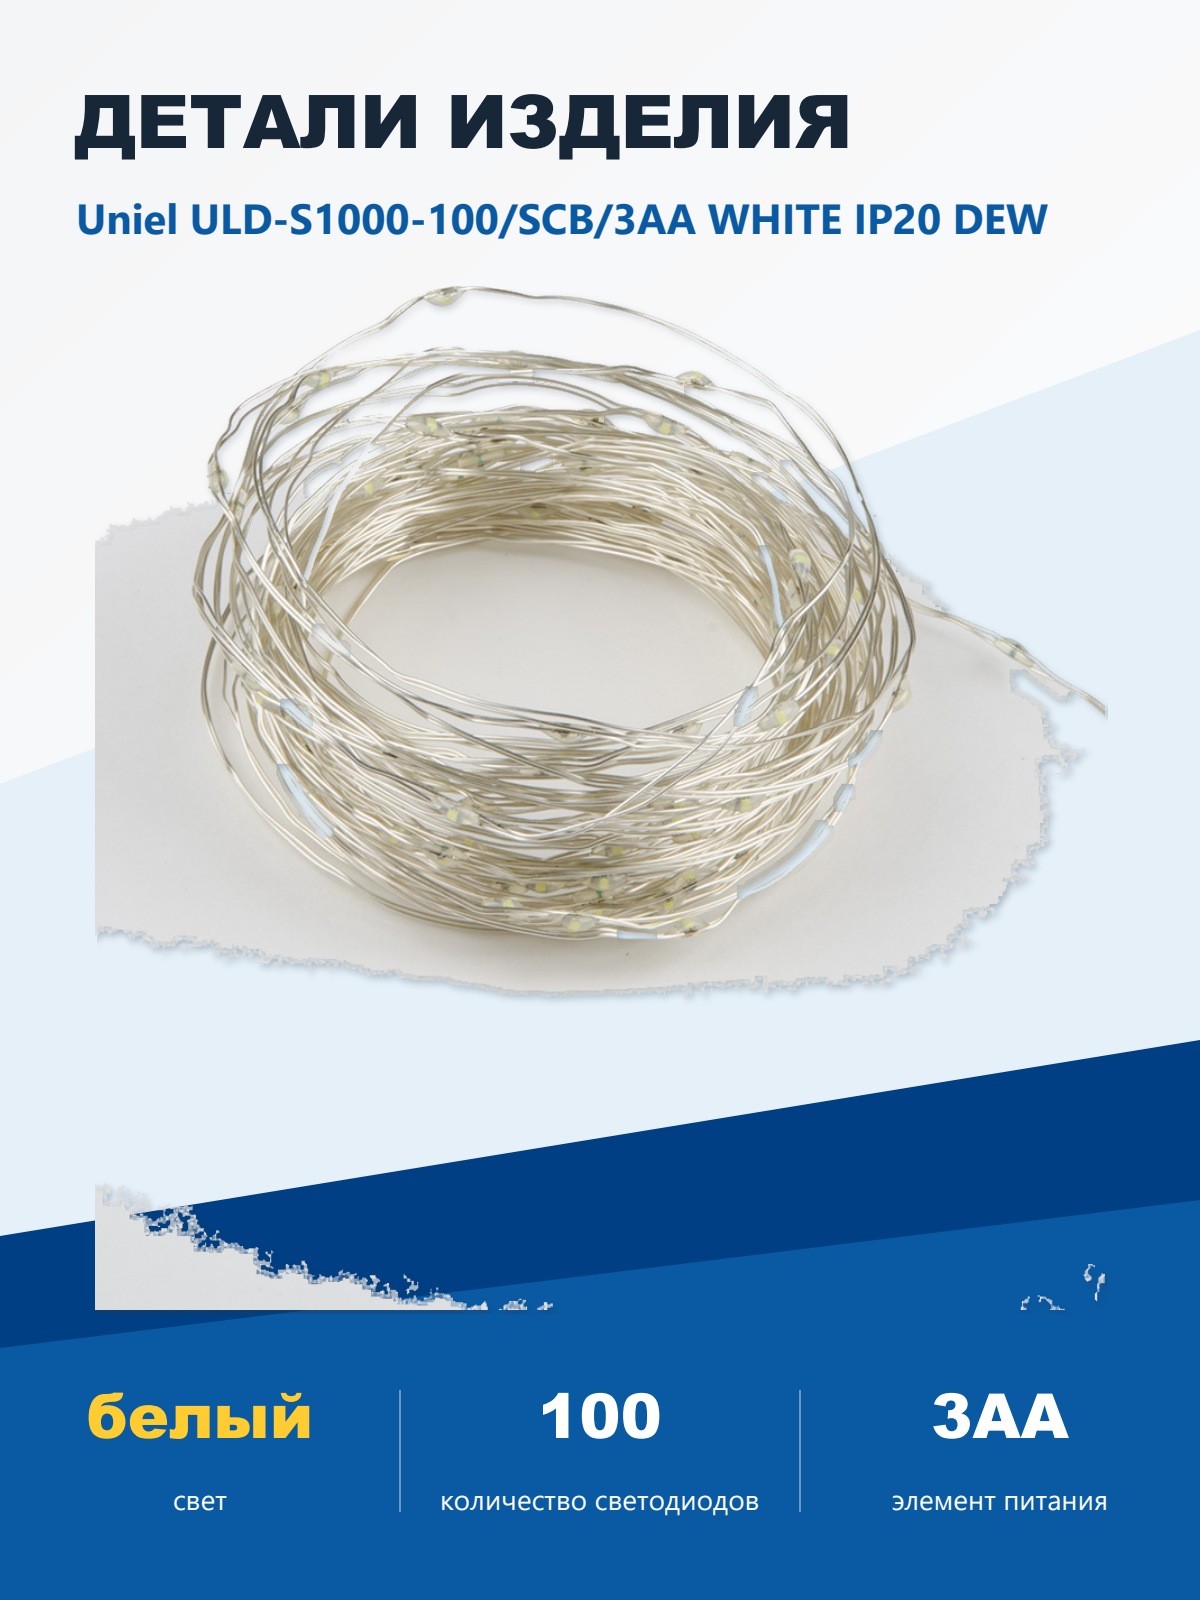 ДЕТАЛИ ИЗДЕЛИЯ
Uniel ULD-S1000-100/SCB/3AA WHITE IP20 DEW
белый
свет
100
количество светодиодов
3AA
элемент питания